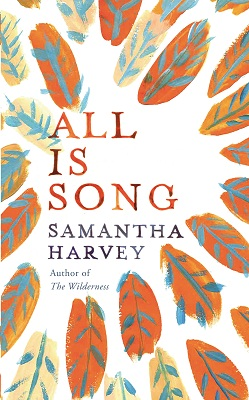 ALL
IS
SONG
SAMANTHA
HARVEY
Author of
The Wilderness